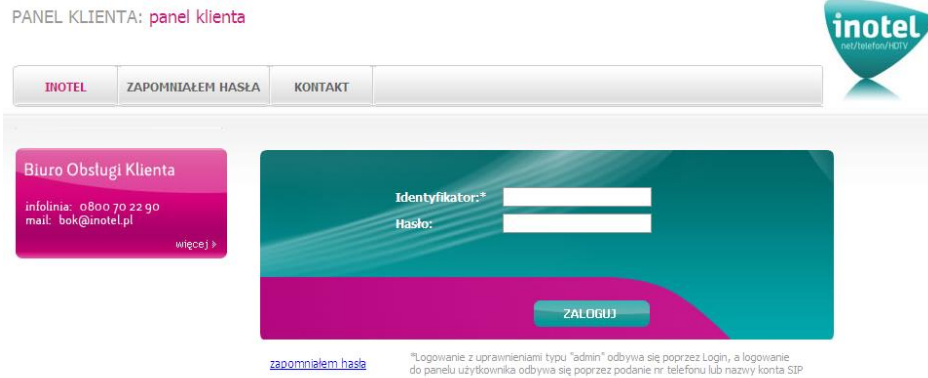 PANEL KLIENTA: panel klienta
inotel
net/telefon/HDTV
INOTEL ZAPOMNIAŁEM HASŁA KONTAKT
Biuro Obsługi Klienta
infolinia: 0800 70 22 90
mail: bok@inotel.pl
więcej
Identyfikator:*
Hasło:
ZALOGUJ
zapomniałem hasła
*Logowanie z uprawnieniami typu "admin" odbywa się poprzez Login, a logowanie
do panelu użytkownika odbywa się poprzez podanie nr telefonu lub nazwy konta SIP